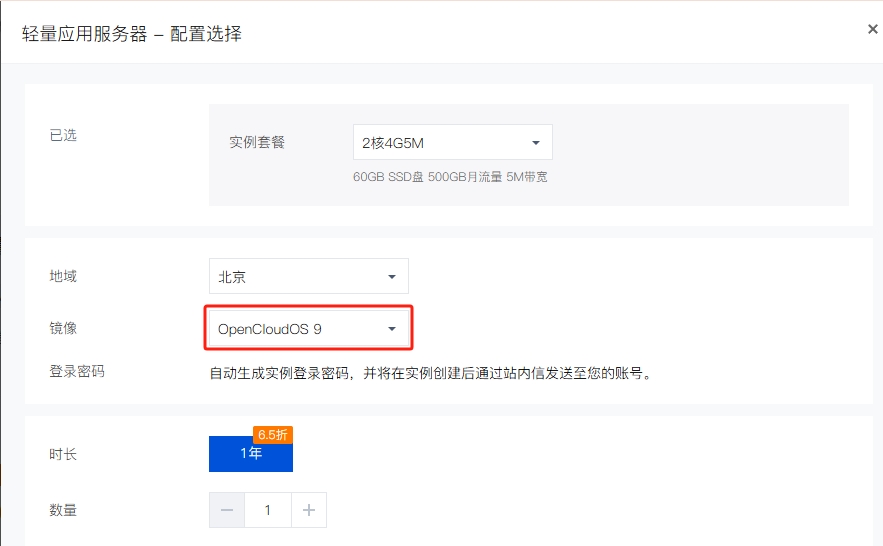 轻量应用服务器 – 配置选择
已选
实例套餐
2核4G5M
60GB SSD盘 500GB月流量 5M带宽
地域
北京
镜像
OpenCloudOS 9
登录密码
自动生成实例登录密码，并将在实例创建后通过站内信发送至您的账号。
6.5折
时长
1年
数量
1